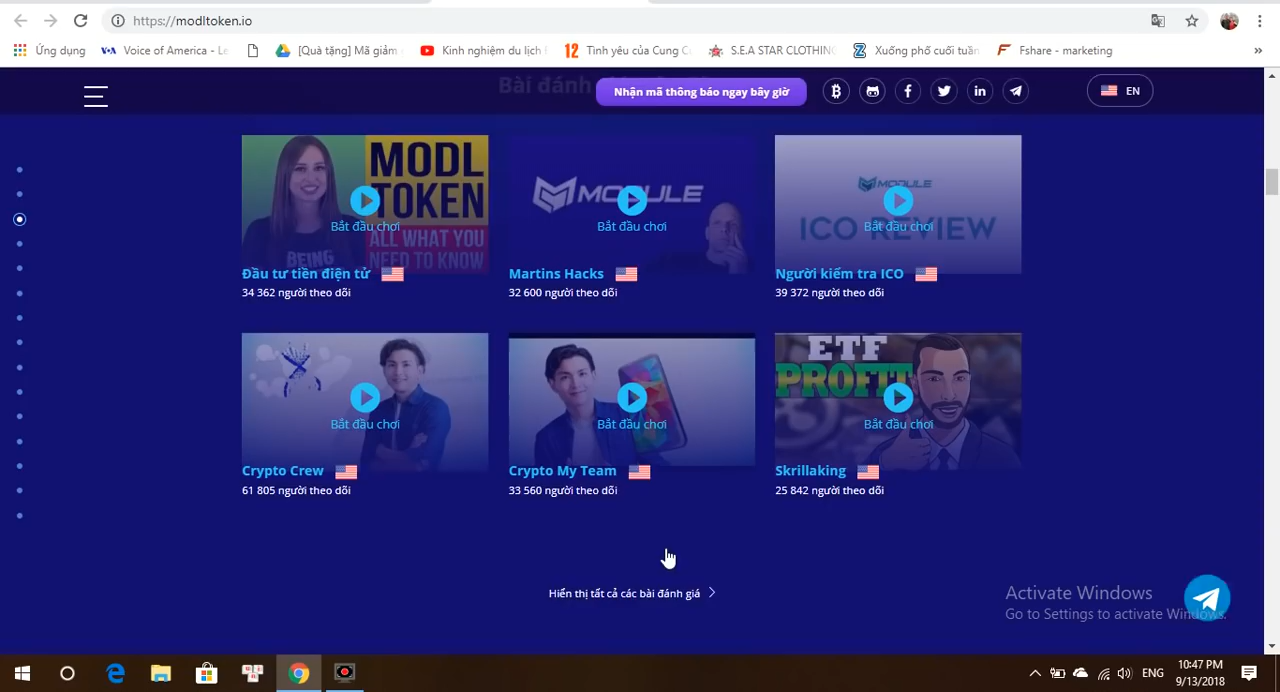 https://modltoken.io
Ứng dụng
Voice of America - Le
[Quà tặng] Mã giảm
Kinh nghiệm du lịch
Tình yêu của Cung C
S.E.A STAR CLOTHING
Xuống phố cuối tuần
Fshare - marketing
»
Bài đánh
Nhận mã thông báo ngay bây giờ
EN
MODL
TOKEN
ALL WHAT YOU
NEED TO KNOW
BEING
Bắt đầu chơi
Đầu tư tiền điện tử
34 362 người theo dõi
MODULE
Bắt đầu chơi
Martins Hacks
32 600 người theo dõi
MODULE
ICO REVIEW
Bắt đầu chơi
Người kiểm tra ICO
39 372 người theo dõi
Bắt đầu chơi
Crypto Crew
61 805 người theo dõi
Bắt đầu chơi
Crypto My Team
33 560 người theo dõi
ETF
PROFIT
Bắt đầu chơi
Skrillaking
25 842 người theo dõi
Hiển thị tất cả các bài đánh giá
Activate Windows
Go to Settings to activate Windows.
ENG
10:47 PM
9/13/2018